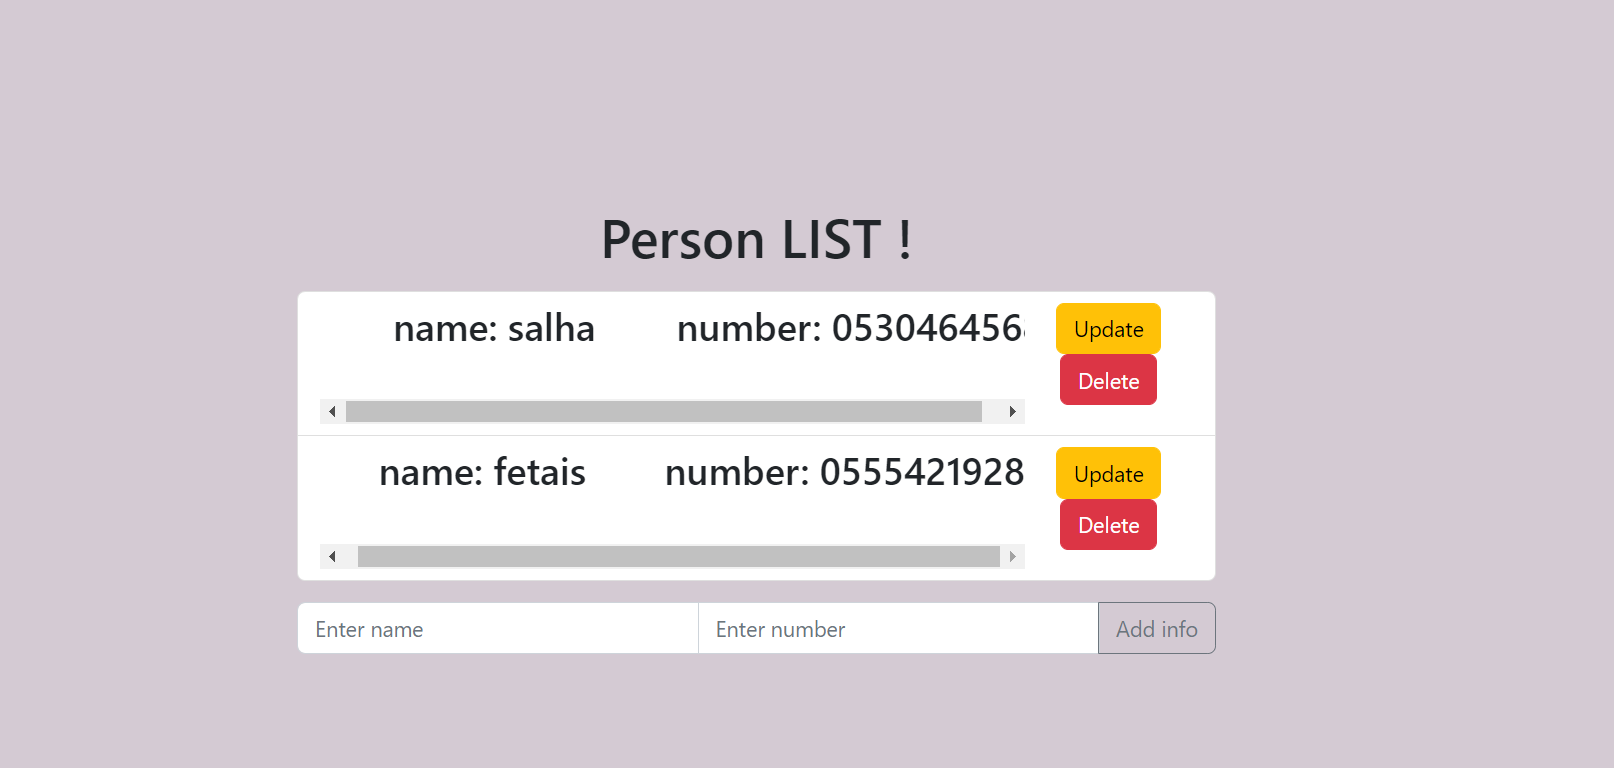 Person LIST !
name: salha number: 053046456
Update
Delete
name: fetais number: 0555421928
Update
Delete
Enter name Enter number Add info